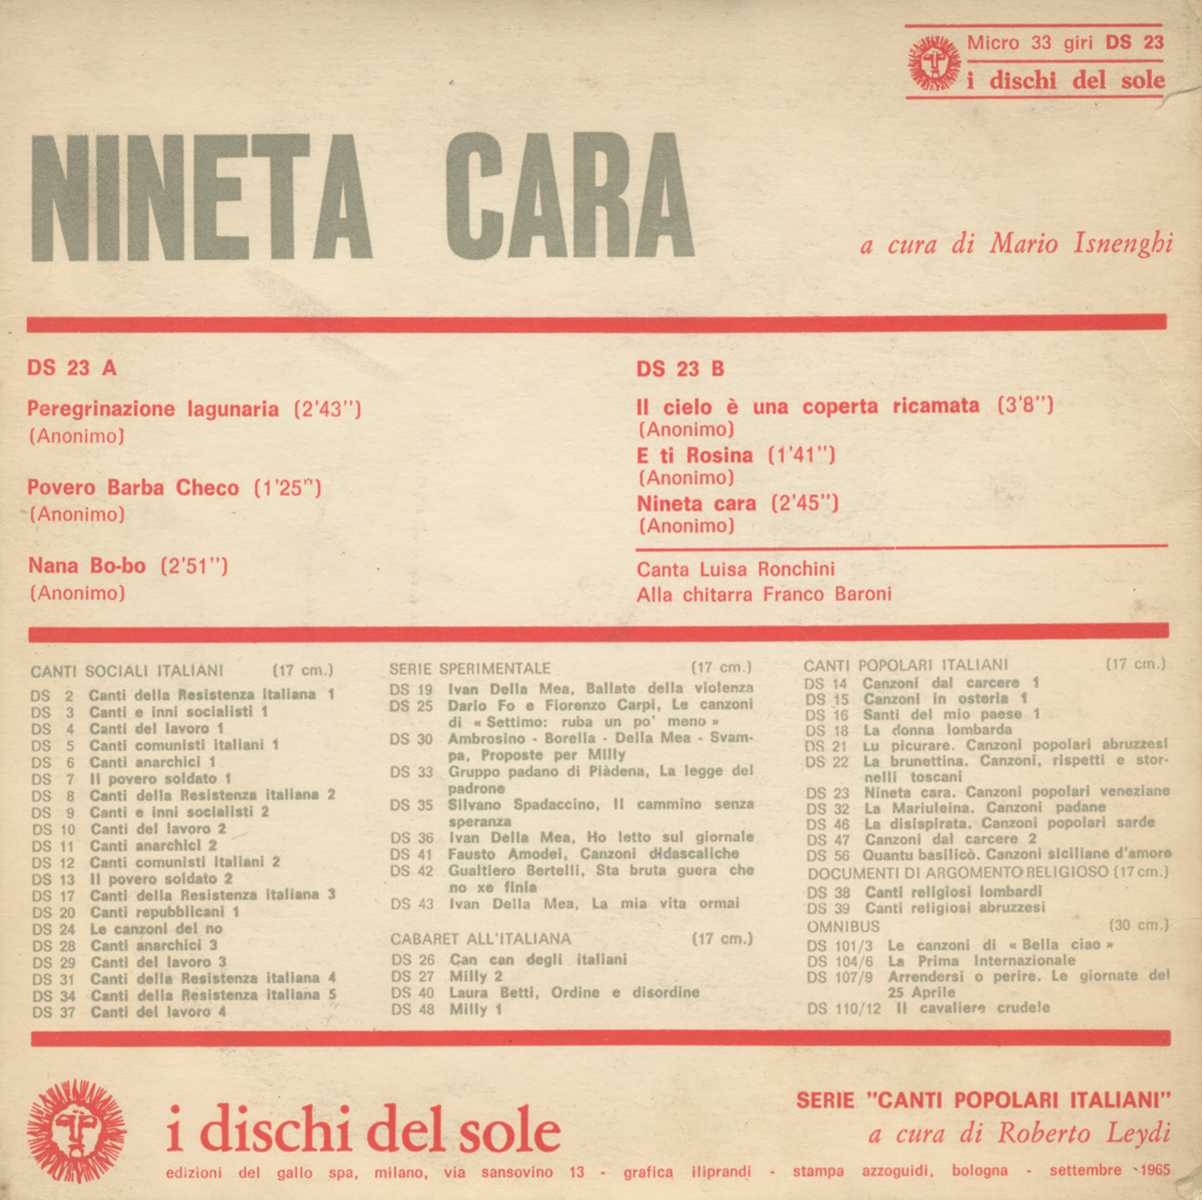 Micro 33 giri DS 23
i dischi del sole
NINETA CARA
a cura di Mario Isnenghi
DS 23 A
Peregrinazione lagunaria (2'43'')
(Anonimo)
Povero Barba Checo (1'25'')
(Anonimo)
Nana Bo-bo (2'51'')
(Anonimo)
DS 23 B
Il cielo è una coperta ricamata (3'8'')
(Anonimo)
E ti Rosina (1'41'')
(Anonimo)
Nineta cara (2'45'')
(Anonimo)
Canta Luisa Ronchini
Alla chitarra Franco Baroni
CANTI SOCIALI ITALIANI (17 cm.)
DS 2 Canti della Resistenza italiana 1
DS 3 Canti e inni socialisti 1
DS 4 Canti del lavoro 1
DS 5 Canti comunisti italiani 1
DS 6 Canti anarchici 1
DS 7 Il povero soldato 1
DS 8 Canti della Resistenza italiana 2
DS 9 Canti e inni socialisti 2
DS 10 Canti del lavoro 2
DS 11 Canti anarchici 2
DS 12 Canti comunisti italiani 2
DS 13 Il povero soldato 2
DS 17 Canti della Resistenza italiana 3
DS 20 Canti repubblicani 1
DS 24 Le canzoni del no
DS 28 Canti anarchici 3
DS 29 Canti del lavoro 3
DS 31 Canti della Resistenza italiana 4
DS 34 Canti della Resistenza italiana 5
DS 37 Canti del lavoro 4
SERIE SPERIMENTALE (17 cm.)
DS 19 Ivan Della Mea, Ballate della violenza
DS 25 Dario Fo e Fiorenzo Carpi, Le canzoni
di « Settimo: ruba un po' meno »
DS 30 Ambrosino - Borella - Della Mea - Svam-
pa, Proposte per Milly
DS 33 Gruppo padano di Piàdena, La legge del
padrone
DS 35 Silvano Spadaccino, Il cammino senza
speranza
DS 36 Ivan Della Mea, Ho letto sul giornale
DS 41 Fausto Amodei, Canzoni didascaliche
DS 42 Gualtiero Bertelli, Sta bruta guera che
no xe finia
DS 43 Ivan Della Mea, La mia vita ormai
CABARET ALL'ITALIANA (17 cm.)
DS 26 Can can degli italiani
DS 27 Milly 2
DS 40 Laura Betti, Ordine e disordine
DS 48 Milly 1
CANTI POPOLARI ITALIANI (17 cm.)
DS 14 Canzoni dal carcere 1
DS 15 Canzoni in osteria 1
DS 16 Santi del mio paese 1
DS 18 La donna lombarda
DS 21 Lu picurare. Canzoni popolari abruzzesi
DS 22 La brunettina. Canzoni, rispetti e stor-
nelli toscani
DS 23 Nineta cara. Canzoni popolari veneziane
DS 32 La Mariuleina. Canzoni padane
DS 46 La disispirata. Canzoni popolari sarde
DS 47 Canzoni dal carcere 2
DS 56 Quantu basilicò. Canzoni siciliane d'amore
DOCUMENTI DI ARGOMENTO RELIGIOSO (17 cm.)
DS 38 Canti religiosi lombardi
DS 39 Canti religiosi abruzzesi
OMNIBUS (30 cm.)
DS 101/3 Le canzoni di « Bella ciao »
DS 104/6 La Prima Internazionale
DS 107/9 Arrendersi o perire. Le giornate del
25 Aprile
DS 110/12 Il cavaliere crudele
i dischi del sole
SERIE "CANTI POPOLARI ITALIANI"
a cura di Roberto Leydi
edizioni del gallo spa, milano, via sansovino 13 - grafica iliprandi - stampa azzoguidi, bologna - settembre 1965